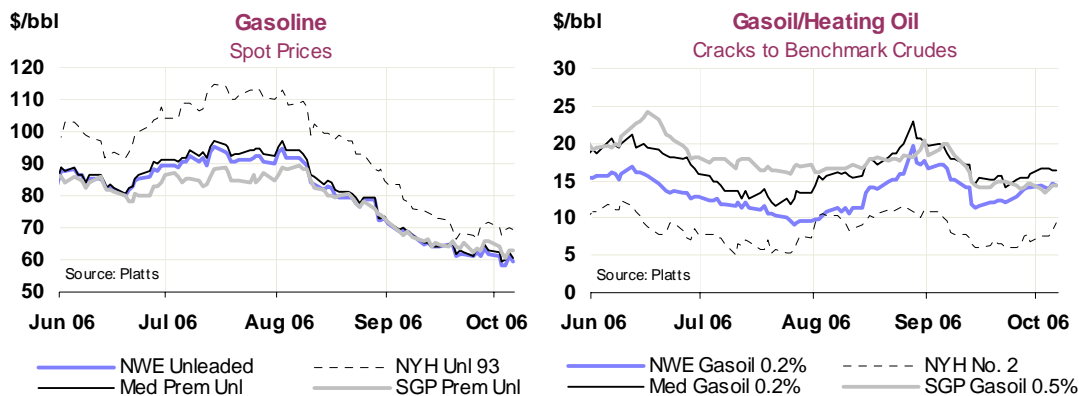 $/bbl
Gasoline
Spot Prices
120
110
100
90
80
70
60
50
Source: Platts
Jun 06 Jul 06 Aug 06 Sep 06 Oct 06
NWE Unleaded NYH Unl 93
Med Prem Unl SGP Prem Unl
$/bbl
Gasoil/Heating Oil
Cracks to Benchmark Crudes
30
25
20
15
10
5
0
Source: Platts
Jun 06 Jul 06 Aug 06 Sep 06 Oct 06
NWE Gasoil 0.2% NYH No. 2
Med Gasoil 0.2% SGP Gasoil 0.5%